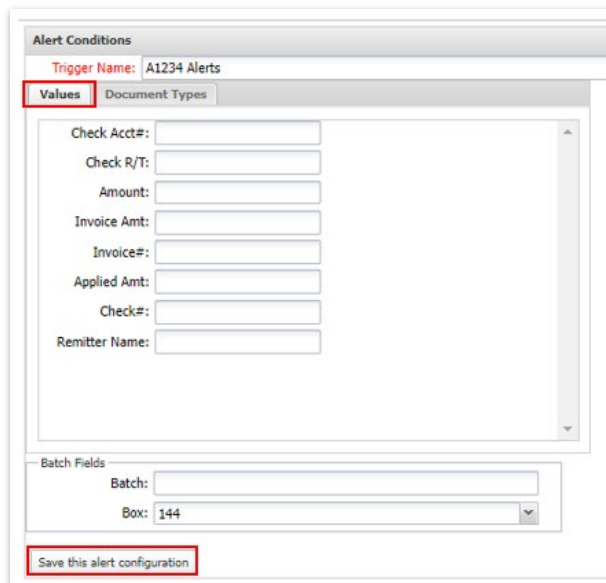 Alert Conditions
Trigger Name: A1234 Alerts
Values Document Types
Check Acct#:
Check R/T:
Amount:
Invoice Amt:
Invoice#:
Applied Amt:
Check#:
Remitter Name:
Batch Fields
Batch:
Box: 144
Save this alert configuration